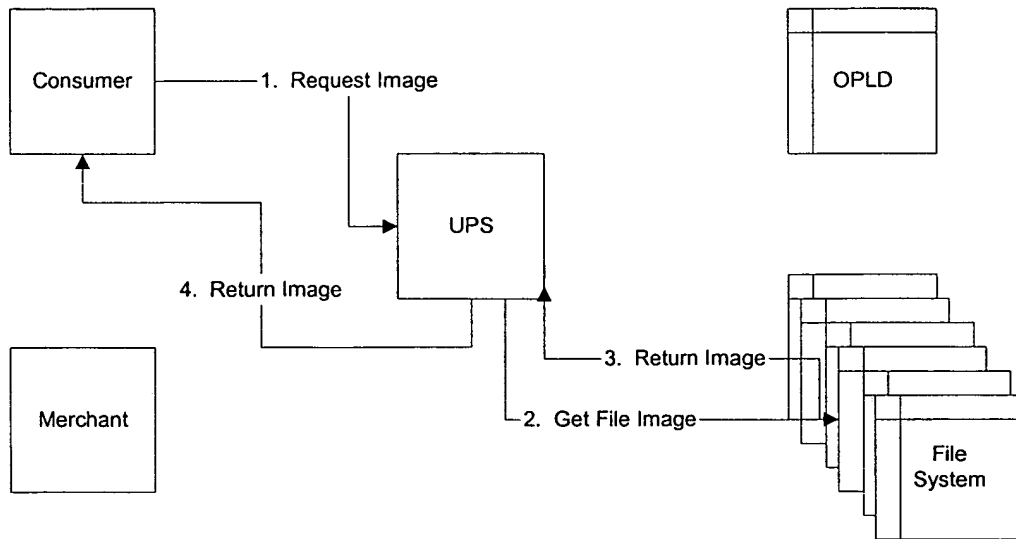 Consumer
1. Request Image
OPLD
UPS
4. Return Image
3. Return Image
Merchant
2. Get File Image
File
System